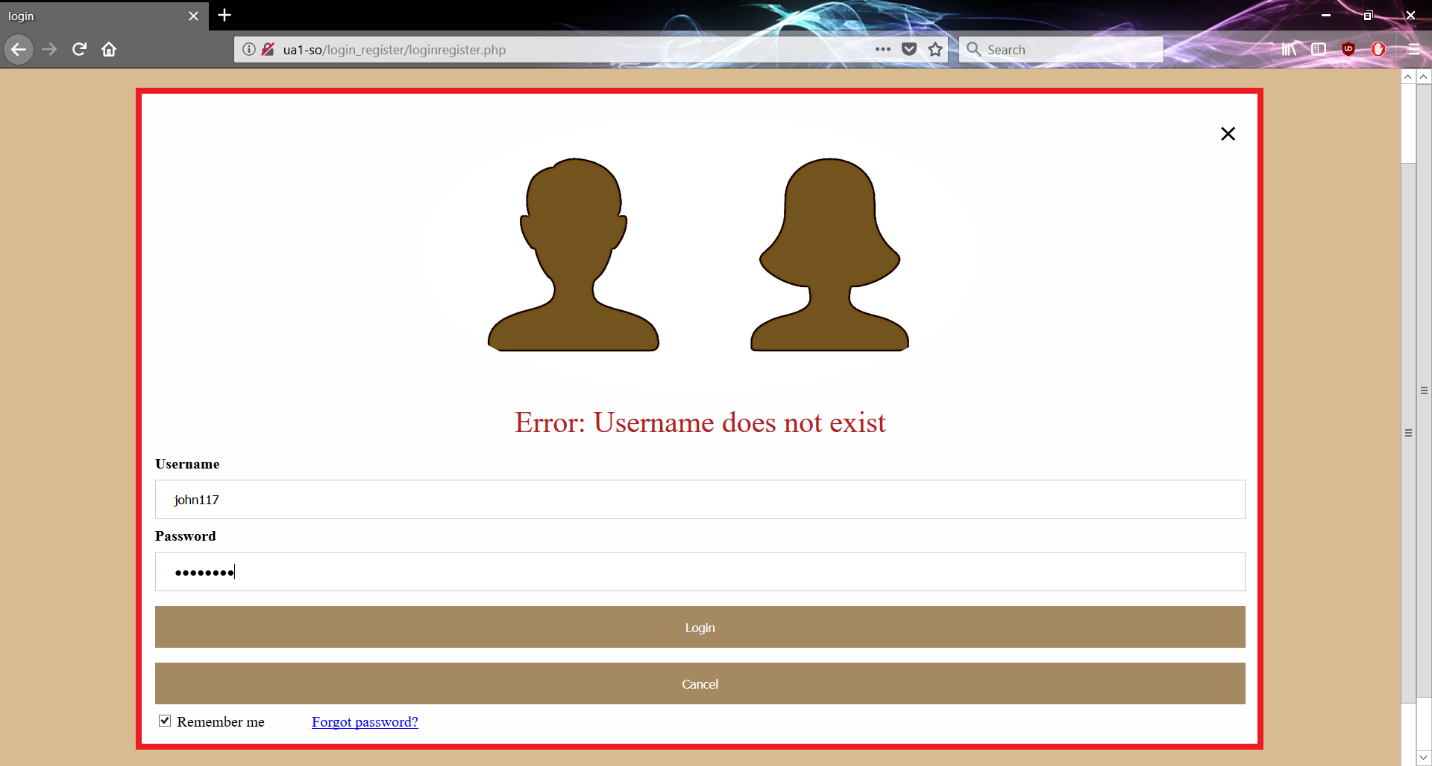 login
ua1-so/login_register/loginregister.php
Search
Error: Username does not exist
Username
john117
Password
••••••••
Login
Cancel
Remember me Forgot password?